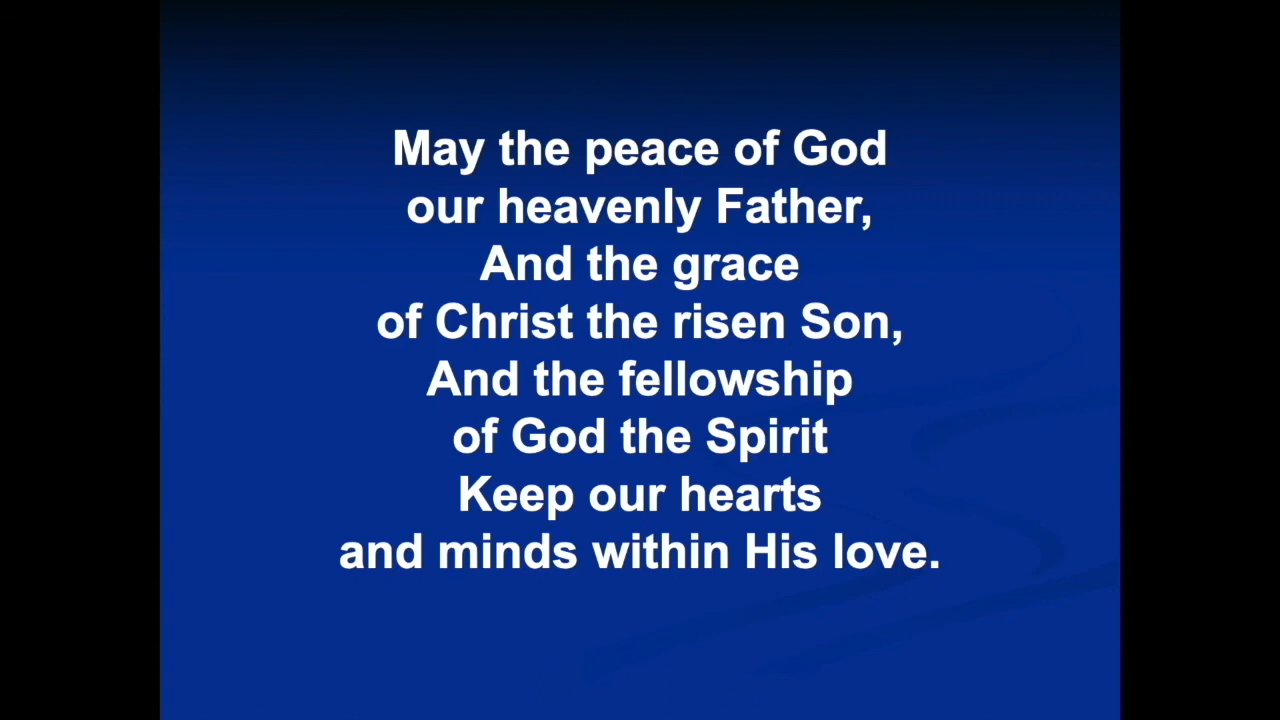 May the peace of God
our heavenly Father,
And the grace
of Christ the risen Son,
And the fellowship
of God the Spirit
Keep our hearts
and minds within His love.